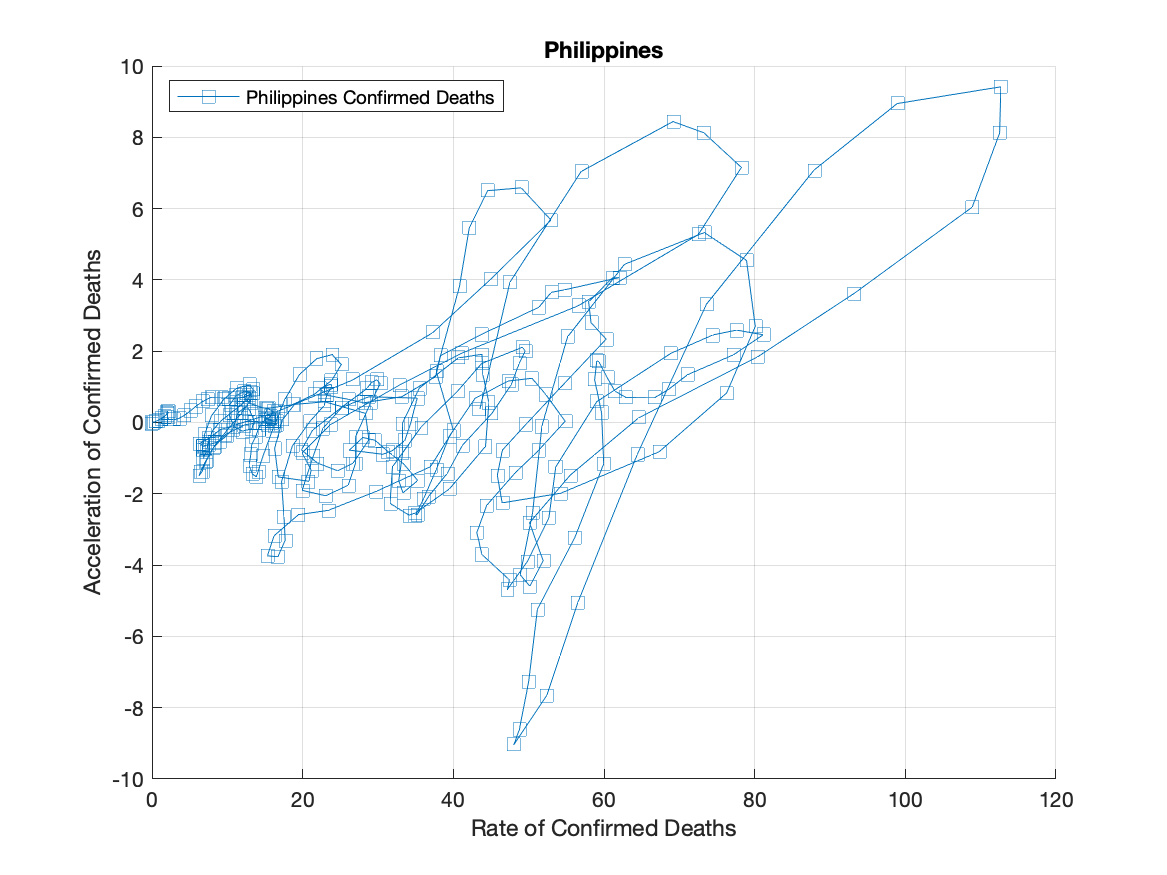 Philippines
Philippines Confirmed Deaths
10
8
6
4
2
0
-2
-4
-6
-8
-10
Acceleration of Confirmed Deaths
0 20 40 60 80 100 120
Rate of Confirmed Deaths